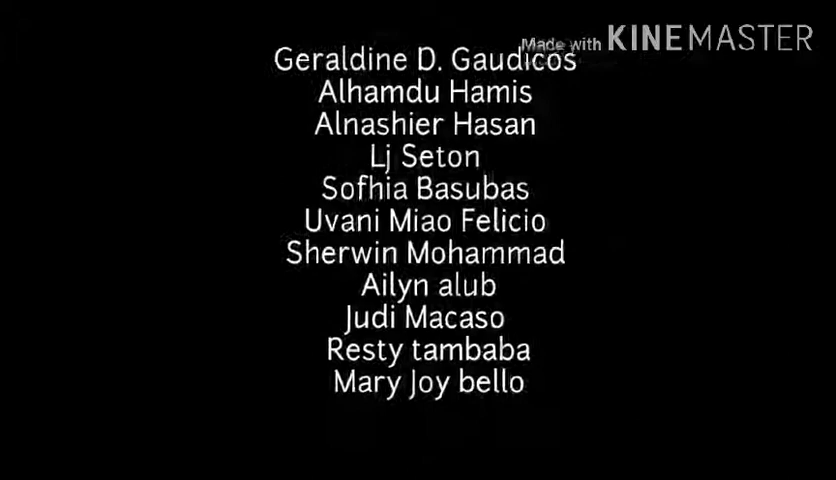 Made with KINEMASTER
Geraldine D. Gaudicos
Alhamdu Hamis
Alnashier Hasan
Lj Seton
Sofhia Basubas
Uvani Miao Felicio
Sherwin Mohammad
Ailyn alub
Judi Macaso
Resty tambaba
Mary Joy bello